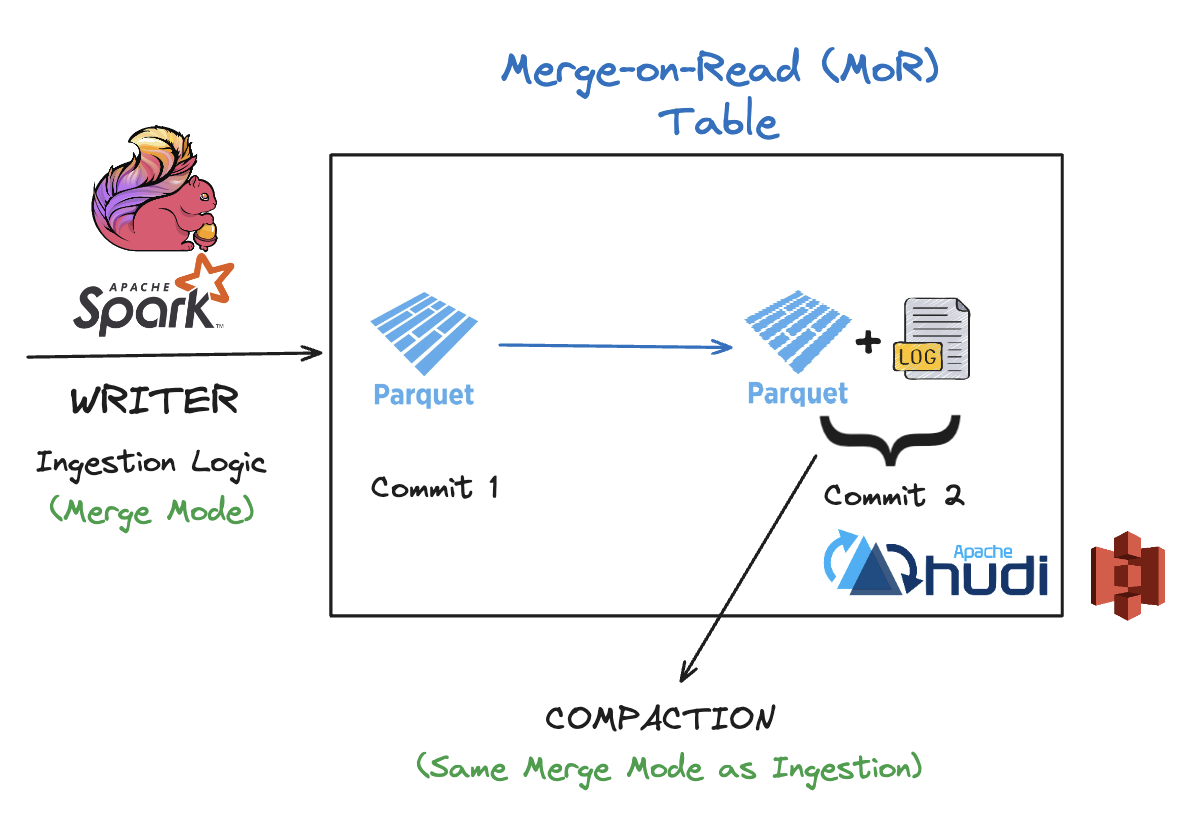 Merge-on-Read (MoR)
Table
APACHE
Spark
TM
WRITER
Ingestion Logic
(Merge Mode)
Parquet
Commit 1
Parquet
+
LOG
Commit 2
Apache
hudi
COMPACTION
(Same Merge Mode as Ingestion)